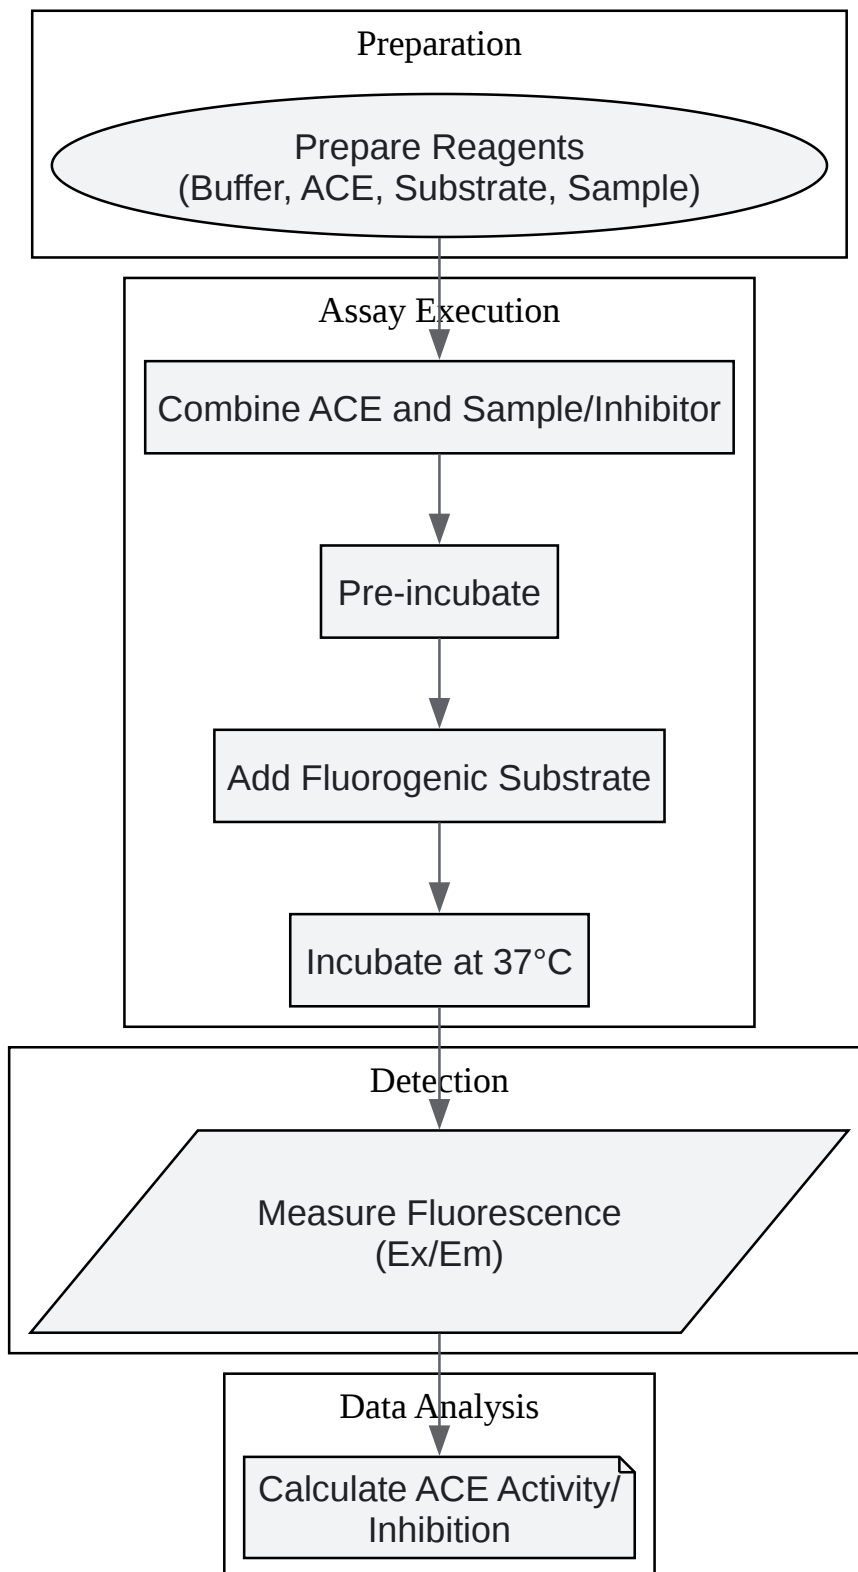 Preparation
Prepare Reagents
(Buffer, ACE, Substrate, Sample)
Assay Execution
Combine ACE and Sample/Inhibitor
Pre-incubate
Add Fluorogenic Substrate
Incubate at 37°C
Detection
Measure Fluorescence
(Ex/Em)
Data Analysis
Calculate ACE Activity/
Inhibition